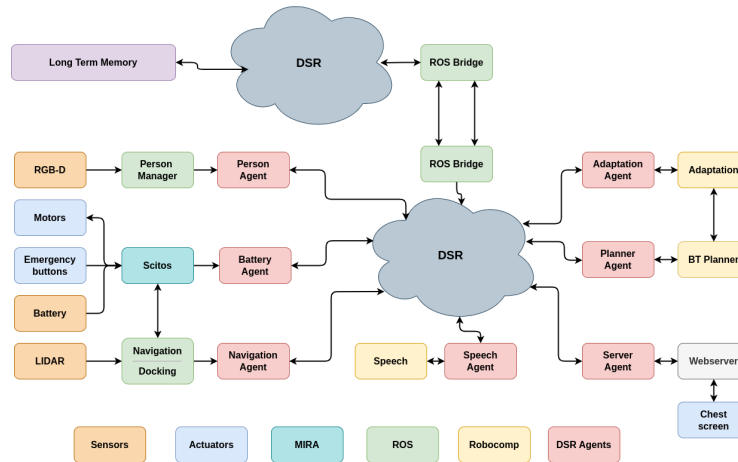 Long Term Memory
DSR
ROS Bridge
ROS Bridge
RGB-D
Person
Manager
Person
Agent
Adaptation
Agent
Adaptation
Motors
Emergency
buttons
Scitos
Battery
Agent
DSR
Planner
Agent
BT Planner
Battery
LIDAR
Navigation
Docking
Navigation
Agent
Speech
Speech
Agent
Server
Agent
Webserver
Chest
screen
Sensors
Actuators
MIRA
ROS
Robocomp
DSR Agents